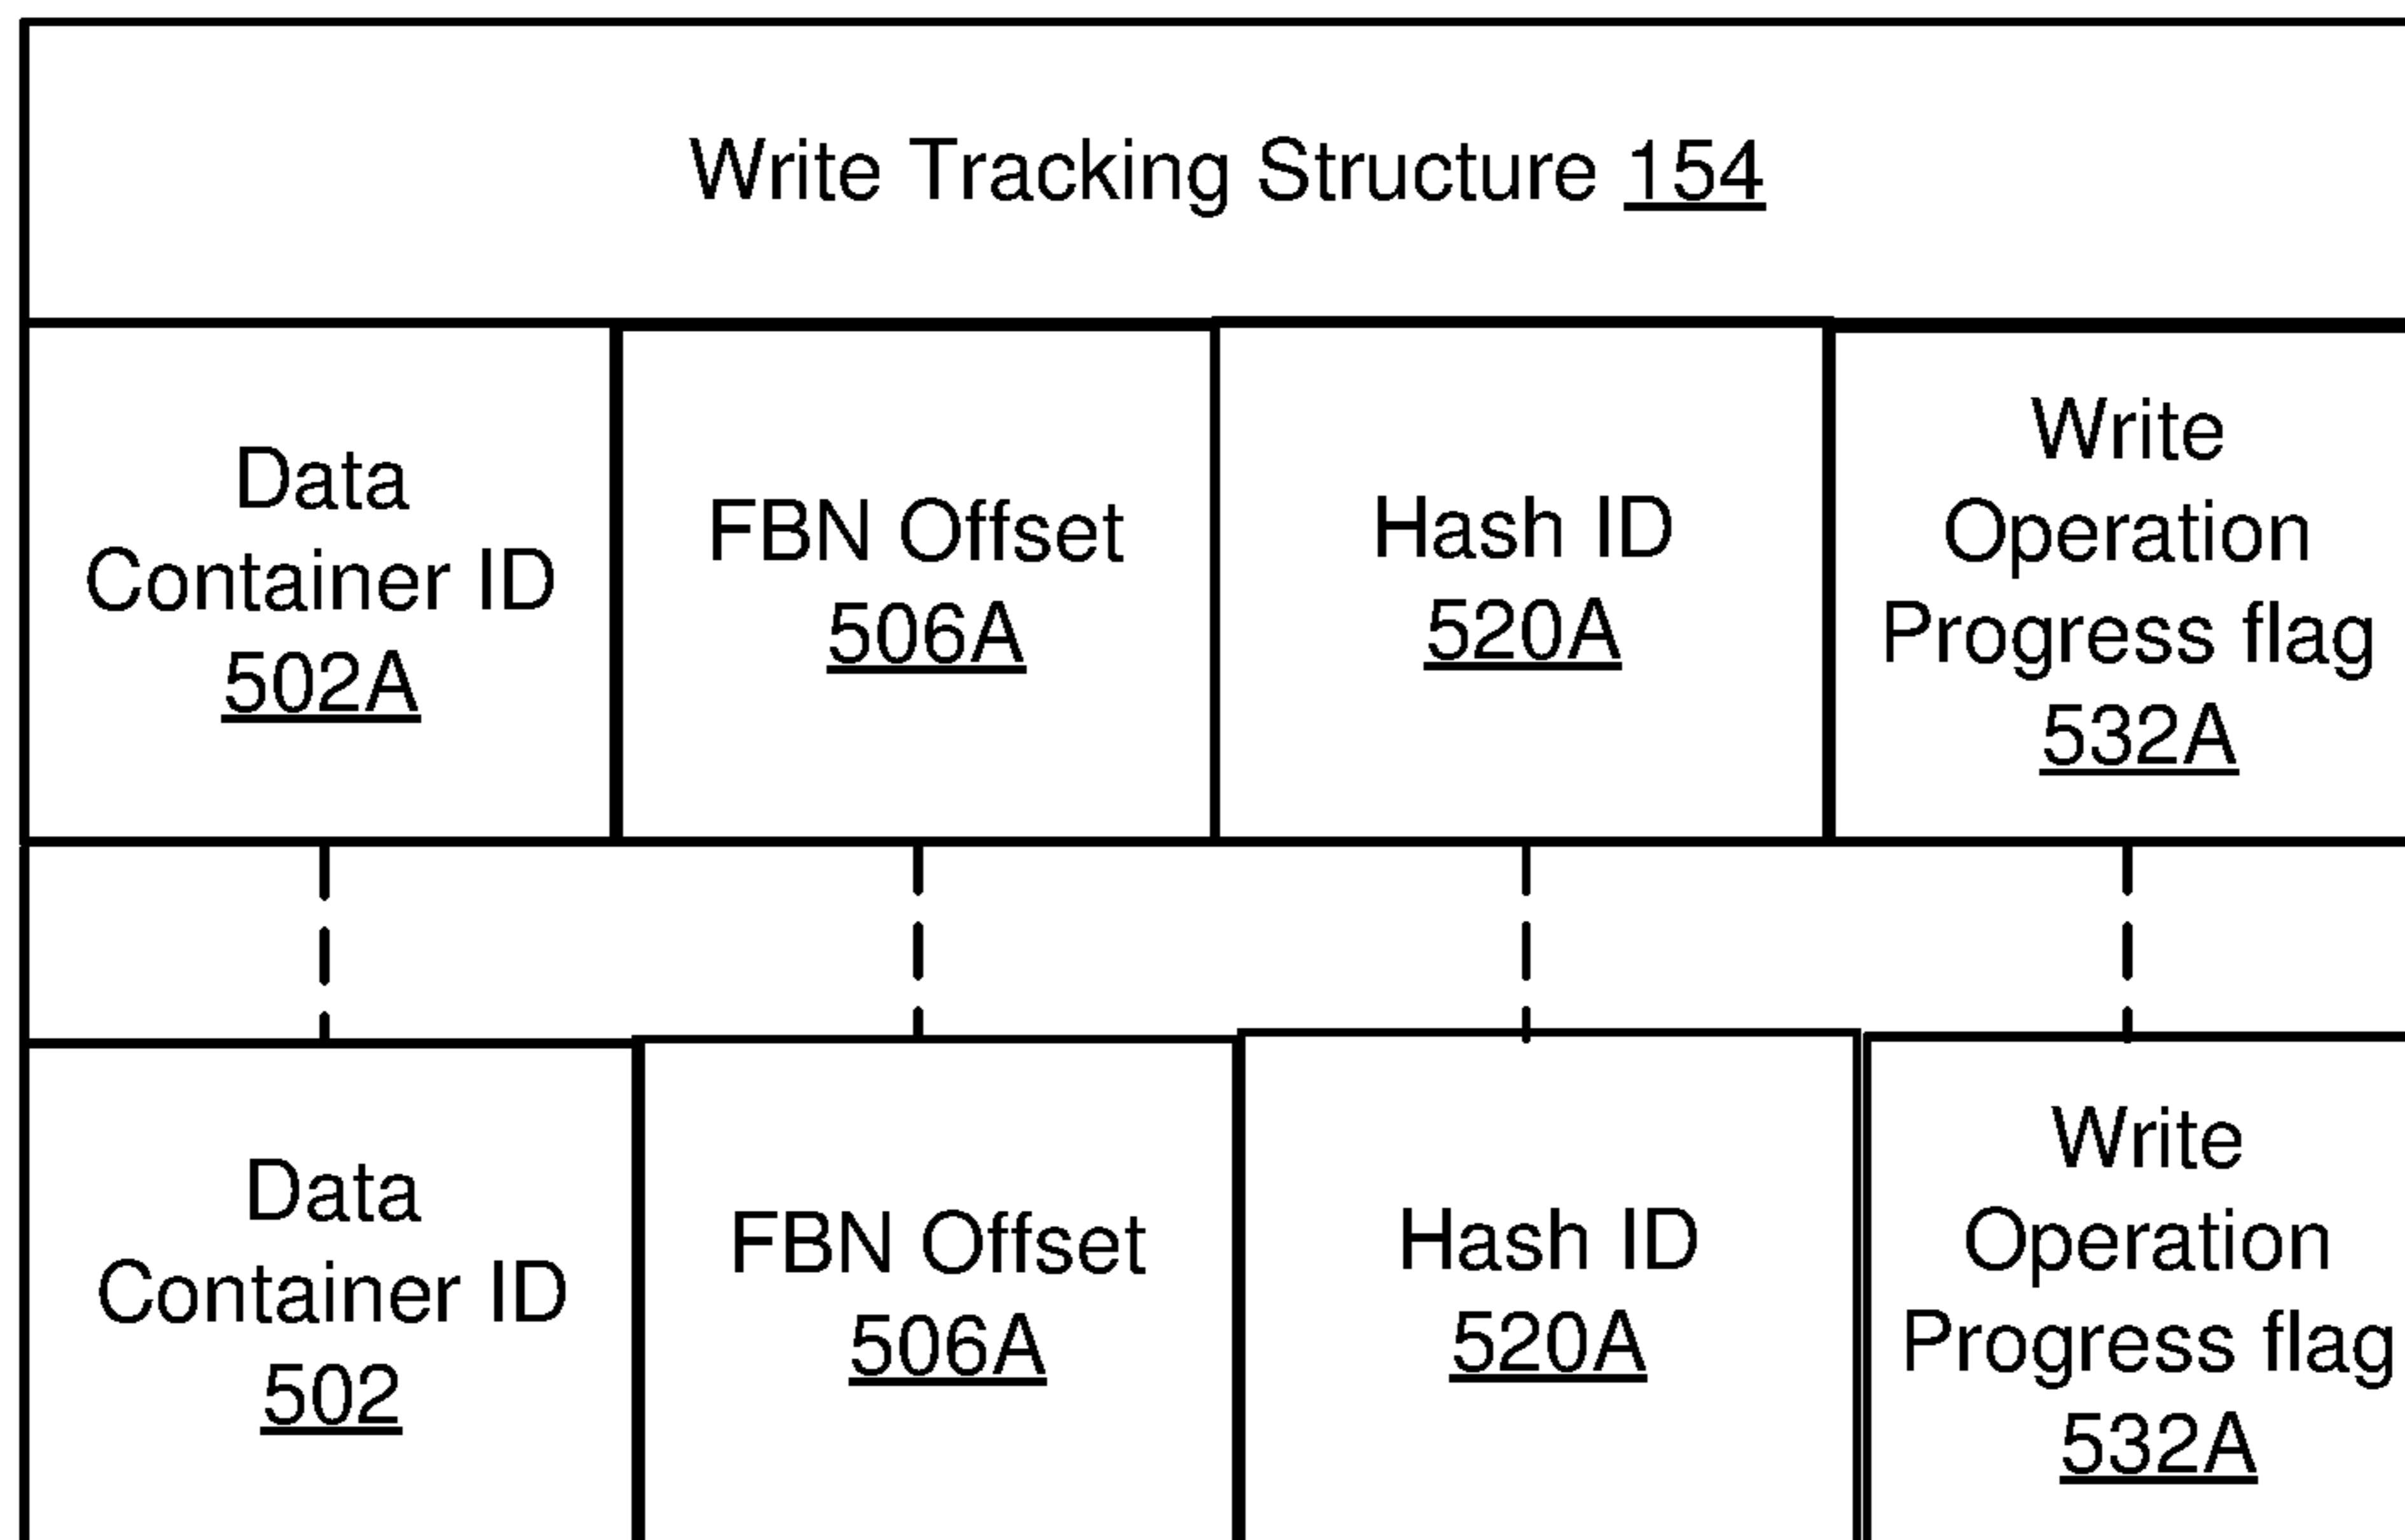 Write Tracking Structure 154
Data
Container ID
502A
FBN Offset
506A
Hash ID
520A
Write
Operation
Progress flag
532A
Data
Container ID
502
FBN Offset
506A
Hash ID
520A
Write
Operation
Progress flag
532A